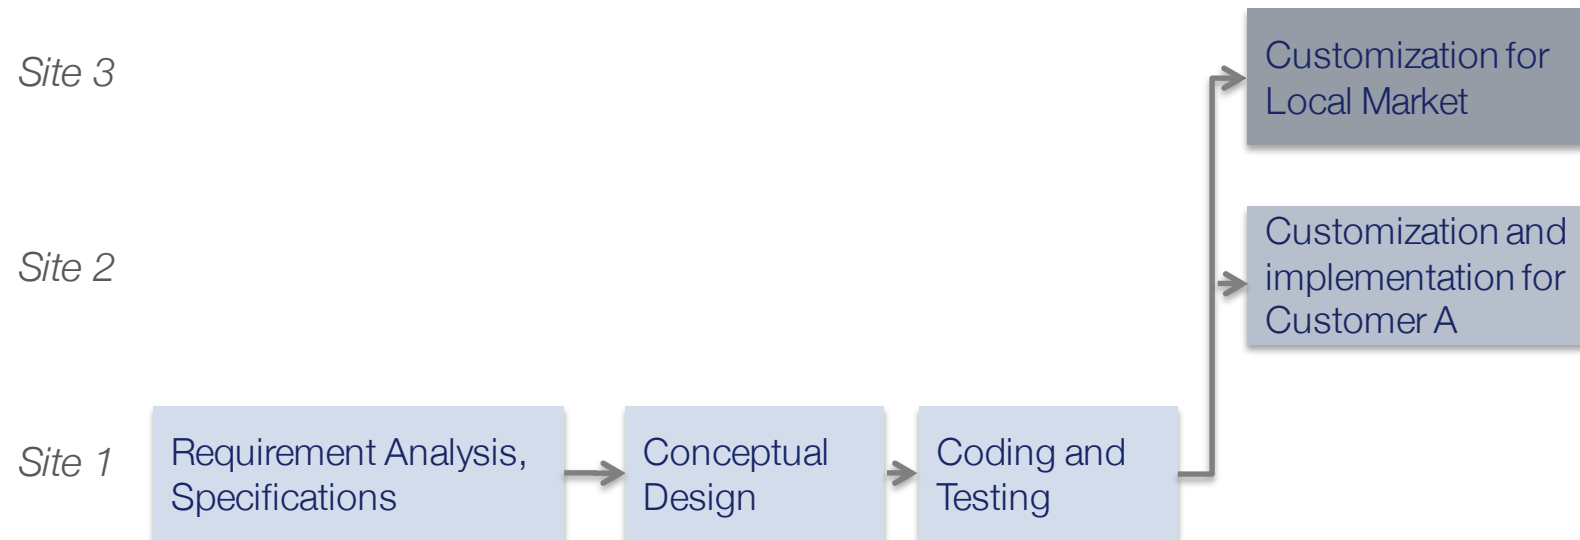 Site 3
Customization for
Local Market
Site 2
Customization and
implementation for
Customer A
Site 1
Requirement Analysis,
Specifications
Conceptual
Design
Coding and
Testing